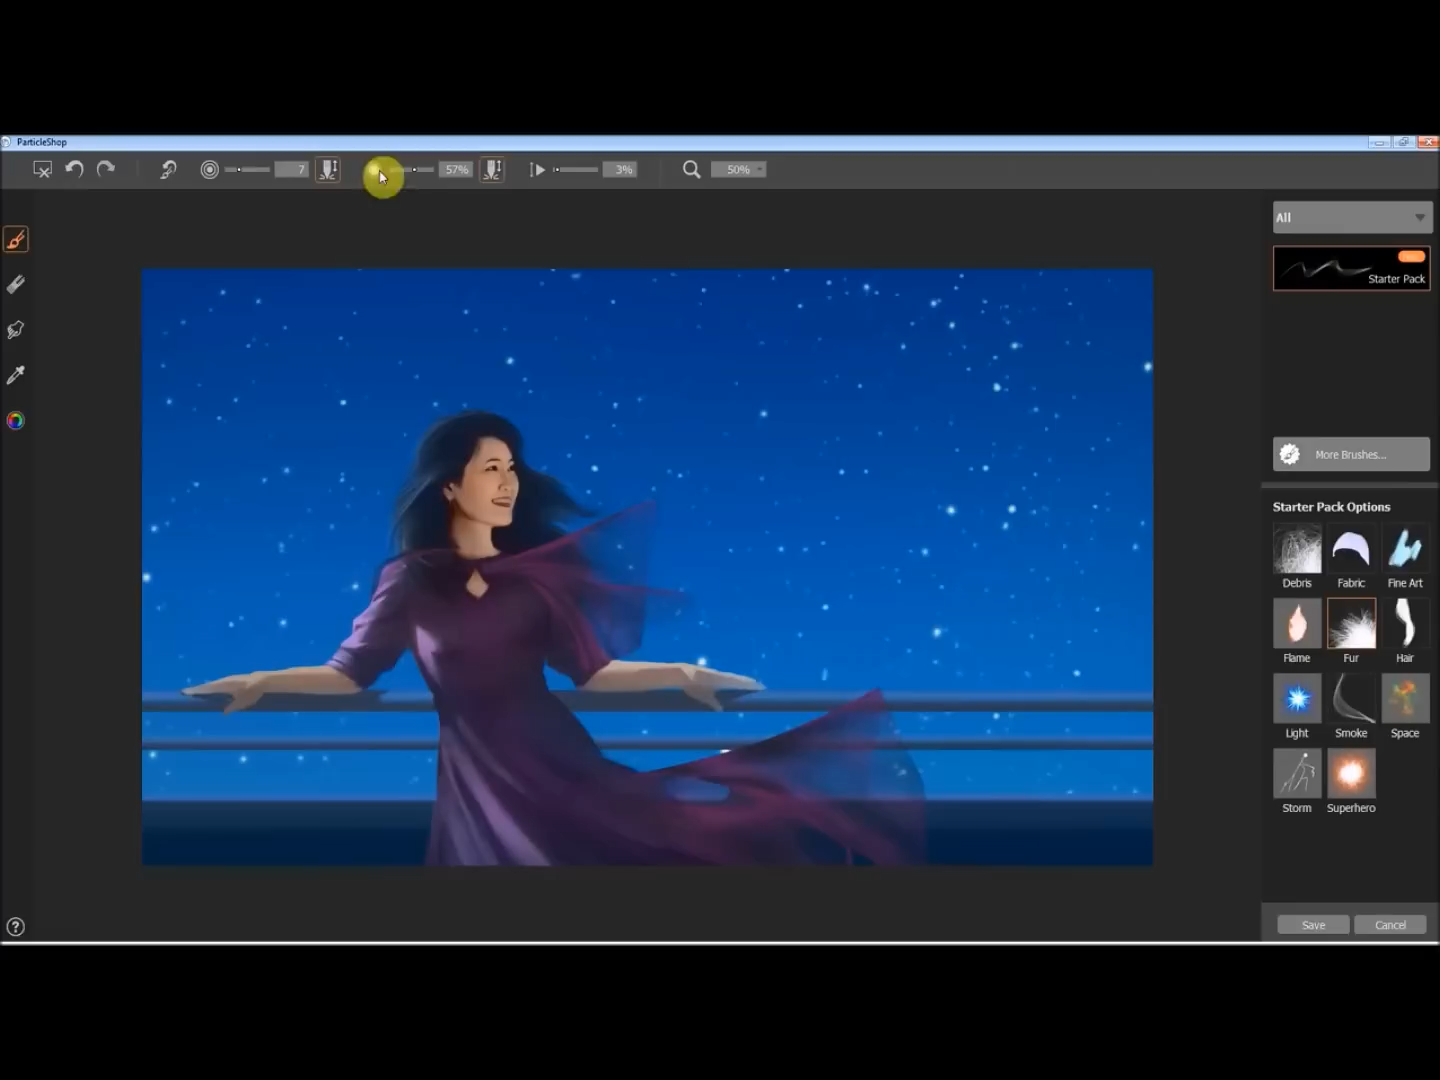 ParticleShop
7
57%
3%
50%
All
Starter Pack
More Brushes...
Starter Pack Options
Debris Fabric Fine Art
Flame Fur Hair
Light Smoke Space
Storm Superhero
Save Cancel
?